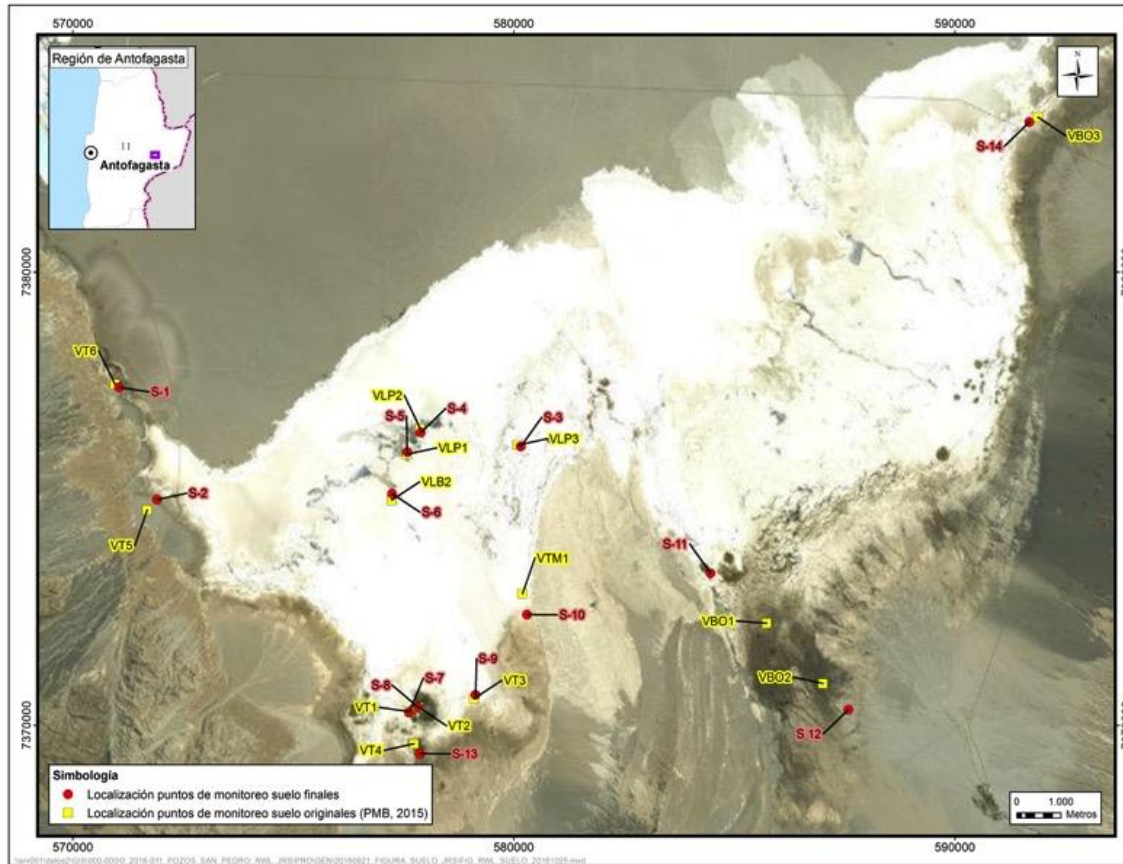 570000 580000 590000
Región de Antofagasta
II
Antofagasta
N
S-14
VBO3
7380000
VT6
S-1
VLP2
S-5
S-4
S-3
VLP3
VLP1
VLB2
S-6
S-2
VT5
VTM1
S-11
S-10
VBO1
S-9
VT3
VBO2
S-8
S-7
VT1
VT2
S 12
VT4
S-13
7370000
Simbología
Localización puntos de monitoreo suelo finales
Localización puntos de monitoreo suelo originales (PMB, 2015)
0 1.000
Metros
570000 580000 590000